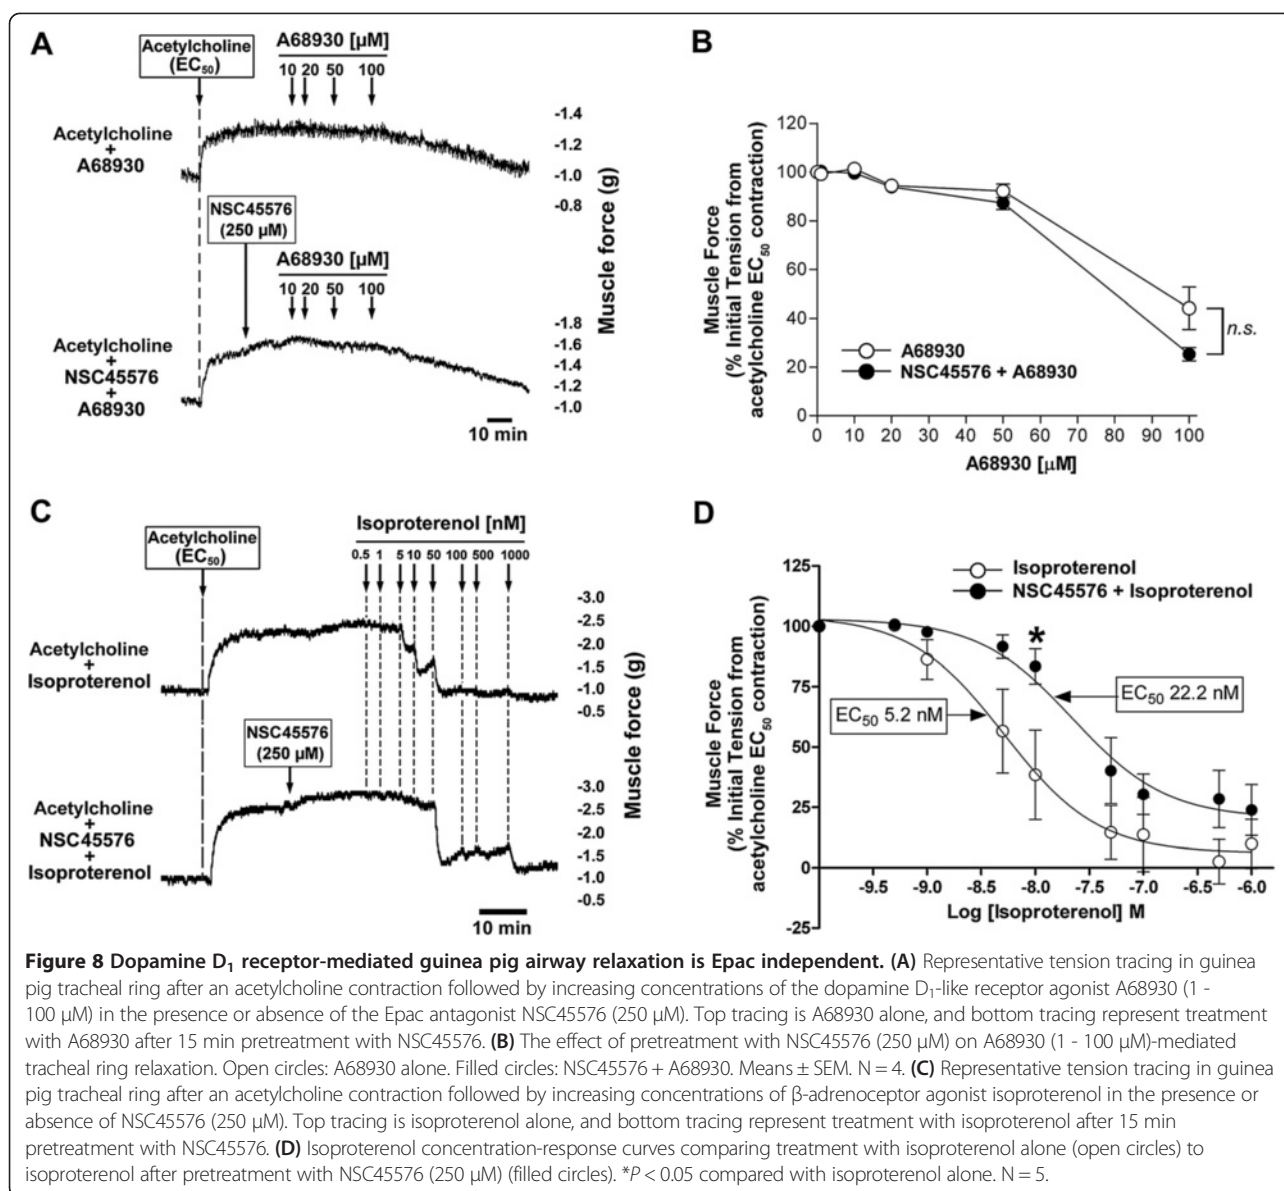 A
Acetylcholine
(EC50)
A68930 [µM]
10 20 50 100
Acetylcholine
+
A68930
-1.4
-1.2
-1.0
-0.8
NSC45576
(250 µM)
A68930 [µM]
10 20 50 100
Acetylcholine
+
NSC45576
+
A68930
-1.8
-1.6
-1.4
-1.2
-1.0
Muscle force (g)
10 min
B
Muscle Force
(% Initial Tension from
acetylcholine EC50 contraction)
120
100
80
60
40
20
0
A68930
NSC45576 + A68930
n.s.
0 10 20 30 40 50 60 70 80 90 100
A68930 [µM]
C
Acetylcholine
(EC50)
Isoproterenol [nM]
0.5 1 5 10 50 100 500 1000
Acetylcholine
+
Isoproterenol
-3.0
-2.5
-2.0
-1.5
-1.0
-0.5
NSC45576
(250 µM)
Acetylcholine
+
NSC45576
+
Isoproterenol
-3.0
-2.5
-2.0
-1.5
-1.0
-0.5
Muscle force (g)
10 min
D
Muscle Force
(% Initial Tension from
acetylcholine EC50 contraction)
125
100
75
50
25
0
-25
Isoproterenol
NSC45576 + Isoproterenol
*
EC50 22.2 nM
EC50 5.2 nM
-9.5 -9.0 -8.5 -8.0 -7.5 -7.0 -6.5 -6.0
Log [Isoproterenol] M
Figure 8 Dopamine D1 receptor-mediated guinea pig airway relaxation is Epac independent. (A) Representative tension tracing in guinea
pig tracheal ring after an acetylcholine contraction followed by increasing concentrations of the dopamine D1-like receptor agonist A68930 (1 -
100 µM) in the presence or absence of the Epac antagonist NSC45576 (250 µM). Top tracing is A68930 alone, and bottom tracing represent treatment
with A68930 after 15 min pretreatment with NSC45576. (B) The effect of pretreatment with NSC45576 (250 µM) on A68930 (1 - 100 µM)-mediated
tracheal ring relaxation. Open circles: A68930 alone. Filled circles: NSC45576 + A68930. Means ± SEM. N = 4. (C) Representative tension tracing in guinea
pig tracheal ring after an acetylcholine contraction followed by increasing concentrations of β-adrenoceptor agonist isoproterenol in the presence or
absence of NSC45576 (250 µM). Top tracing is isoproterenol alone, and bottom tracing represent treatment with isoproterenol after 15 min
pretreatment with NSC45576. (D) Isoproterenol concentration-response curves comparing treatment with isoproterenol alone (open circles) to
isoproterenol after pretreatment with NSC45576 (250 µM) (filled circles). *P < 0.05 compared with isoproterenol alone. N = 5.